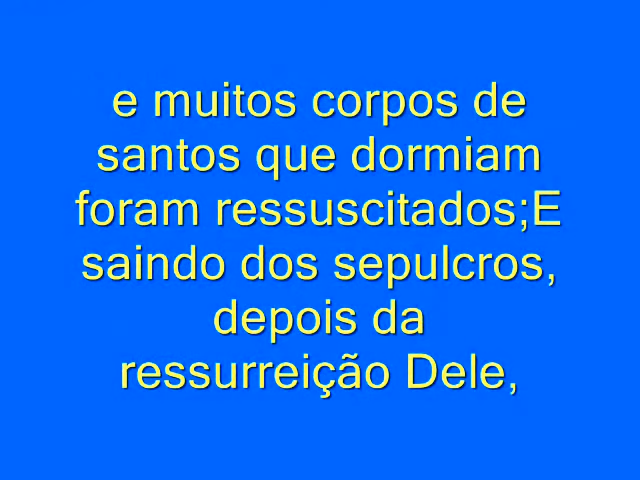 e muitos corpos de
santos que dormiam
foram ressuscitados;E
saindo dos sepulcros,
depois da
ressurreição Dele,